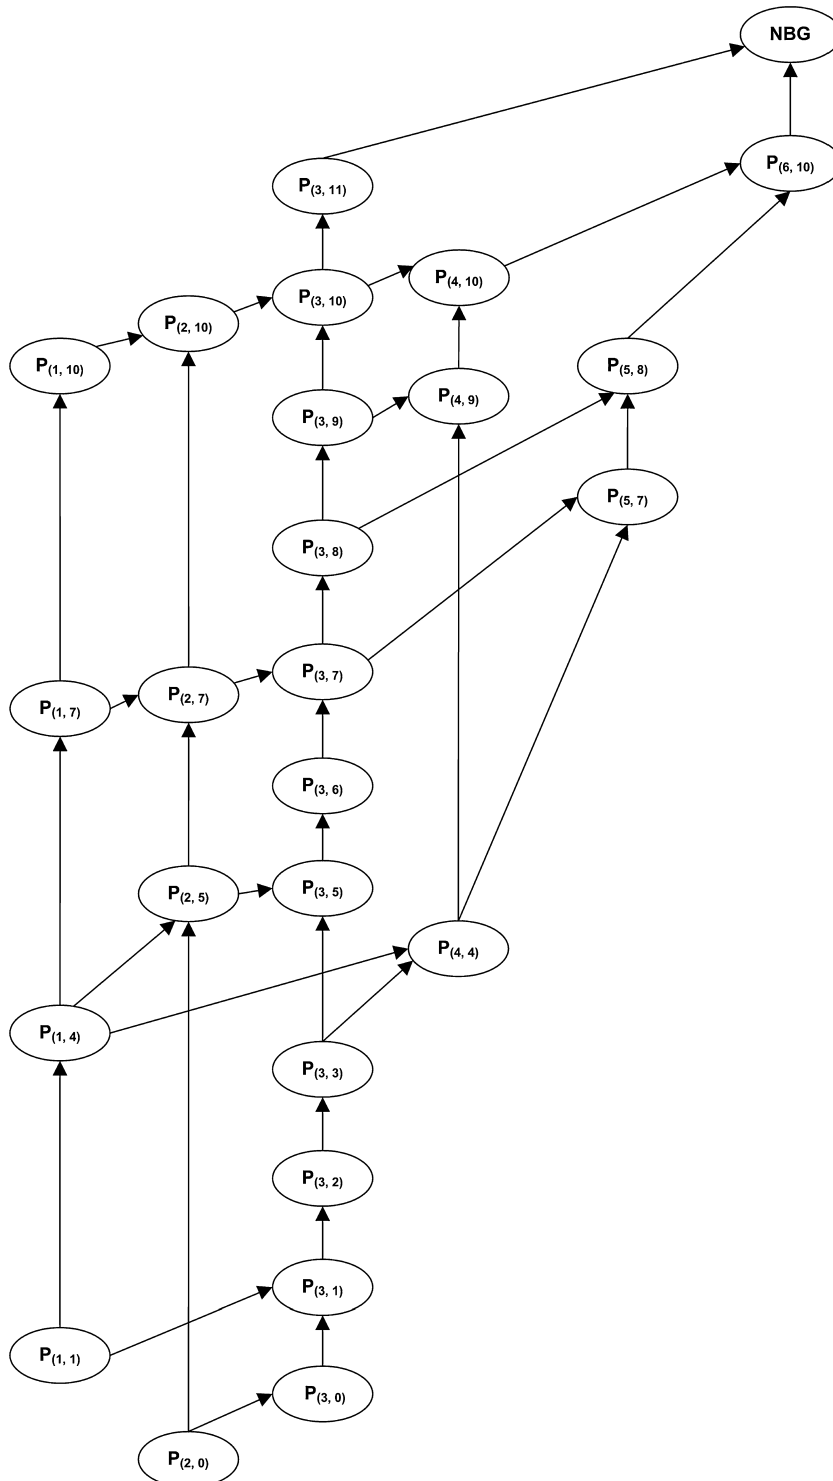 NBG
P(6, 10)
P(3, 11)
P(4, 10)
P(3, 10)
P(2, 10)
P(1, 10)
P(5, 8)
P(4, 9)
P(3, 9)
P(5, 7)
P(3, 8)
P(3, 7)
P(2, 7)
P(1, 7)
P(3, 6)
P(3, 5)
P(2, 5)
P(4, 4)
P(1, 4)
P(3, 3)
P(3, 2)
P(3, 1)
P(1, 1)
P(3, 0)
P(2, 0)